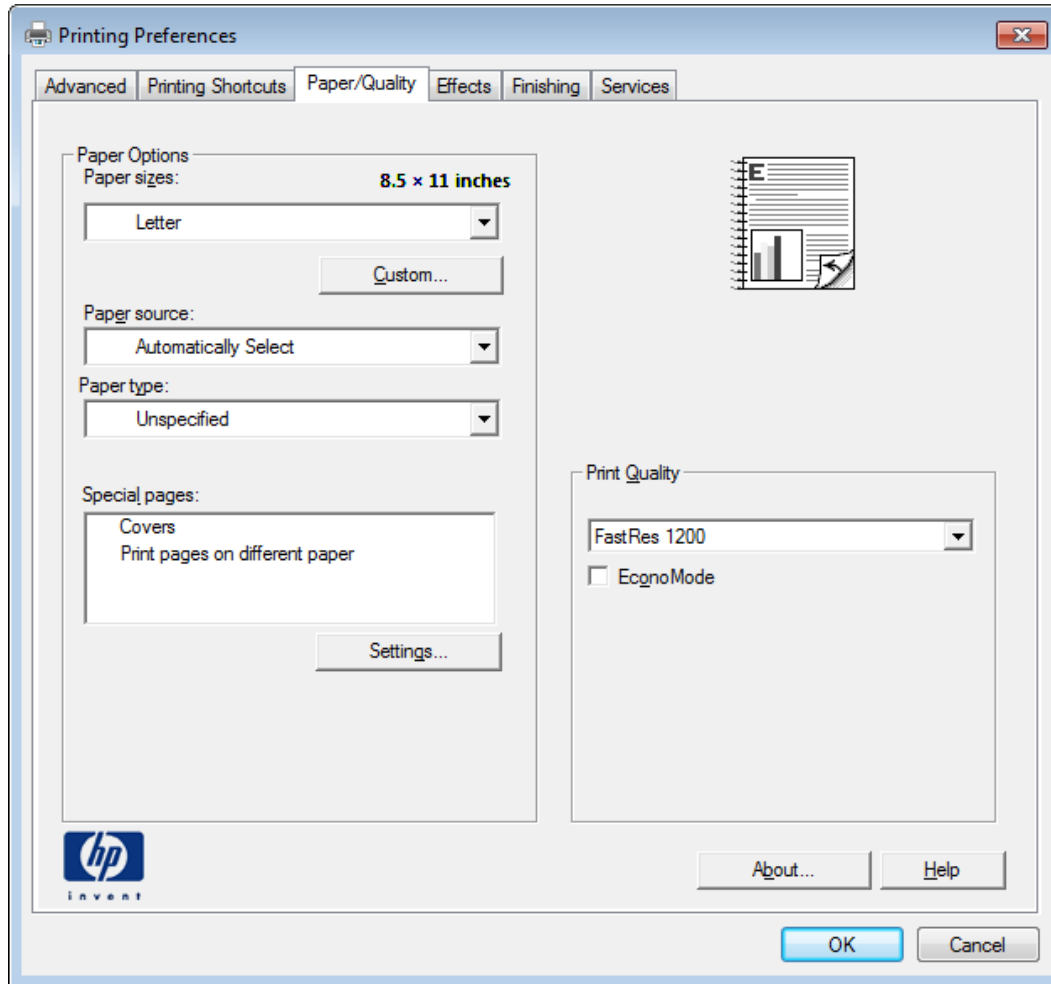 Printing Preferences
Advanced Printing Shortcuts Paper/Quality Effects Finishing Services
Paper Options
Paper sizes: 8.5 × 11 inches
Letter
Custom...
Paper source:
Automatically Select
Paper type:
Unspecified
Special pages:
Covers
Print pages on different paper
Settings...
E
Print Quality
FastRes 1200
EconoMode
hp
invent
About... Help
OK Cancel